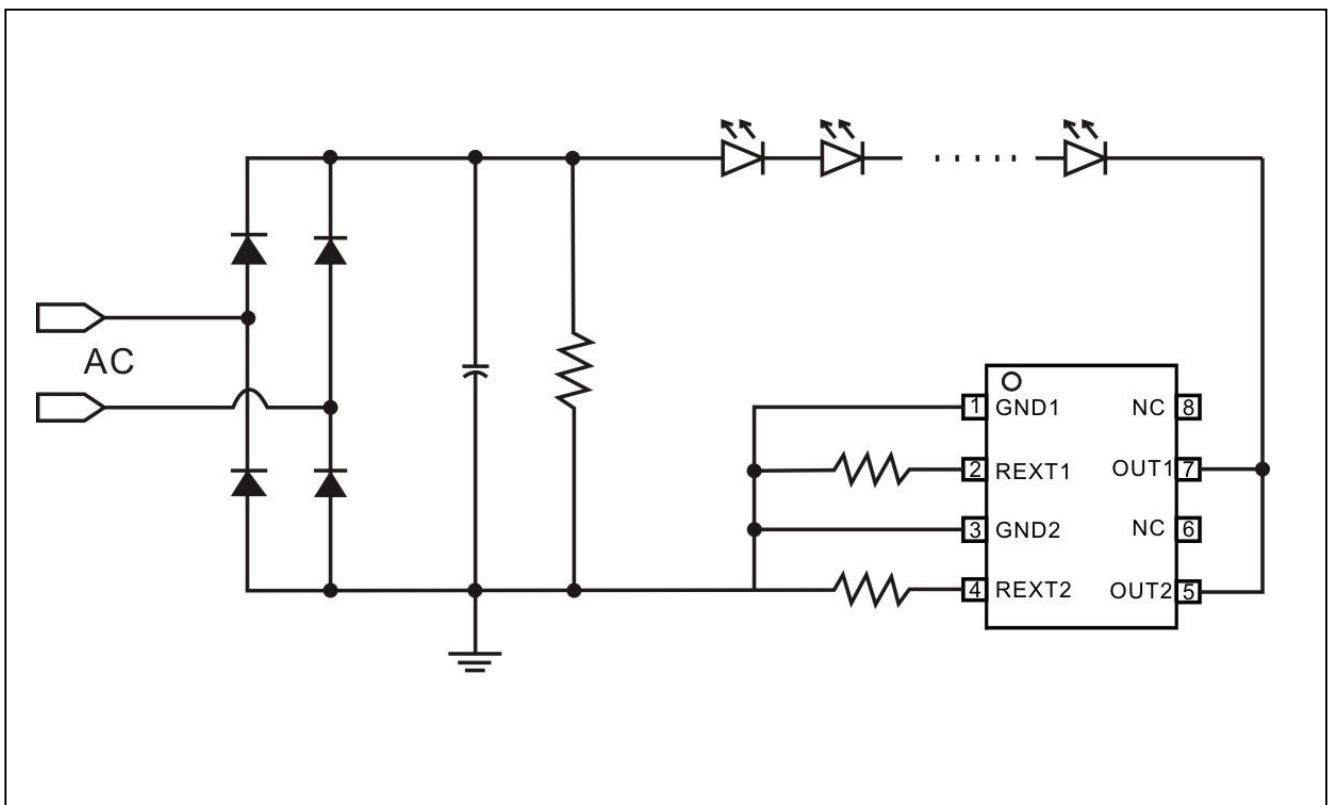 AC
1 GND1 NC 8
2 REXT1 OUT1 7
3 GND2 NC 6
4 REXT2 OUT2 5